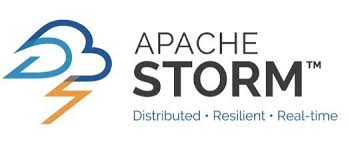 APACHE
STORM™
Distributed • Resilient • Real-time